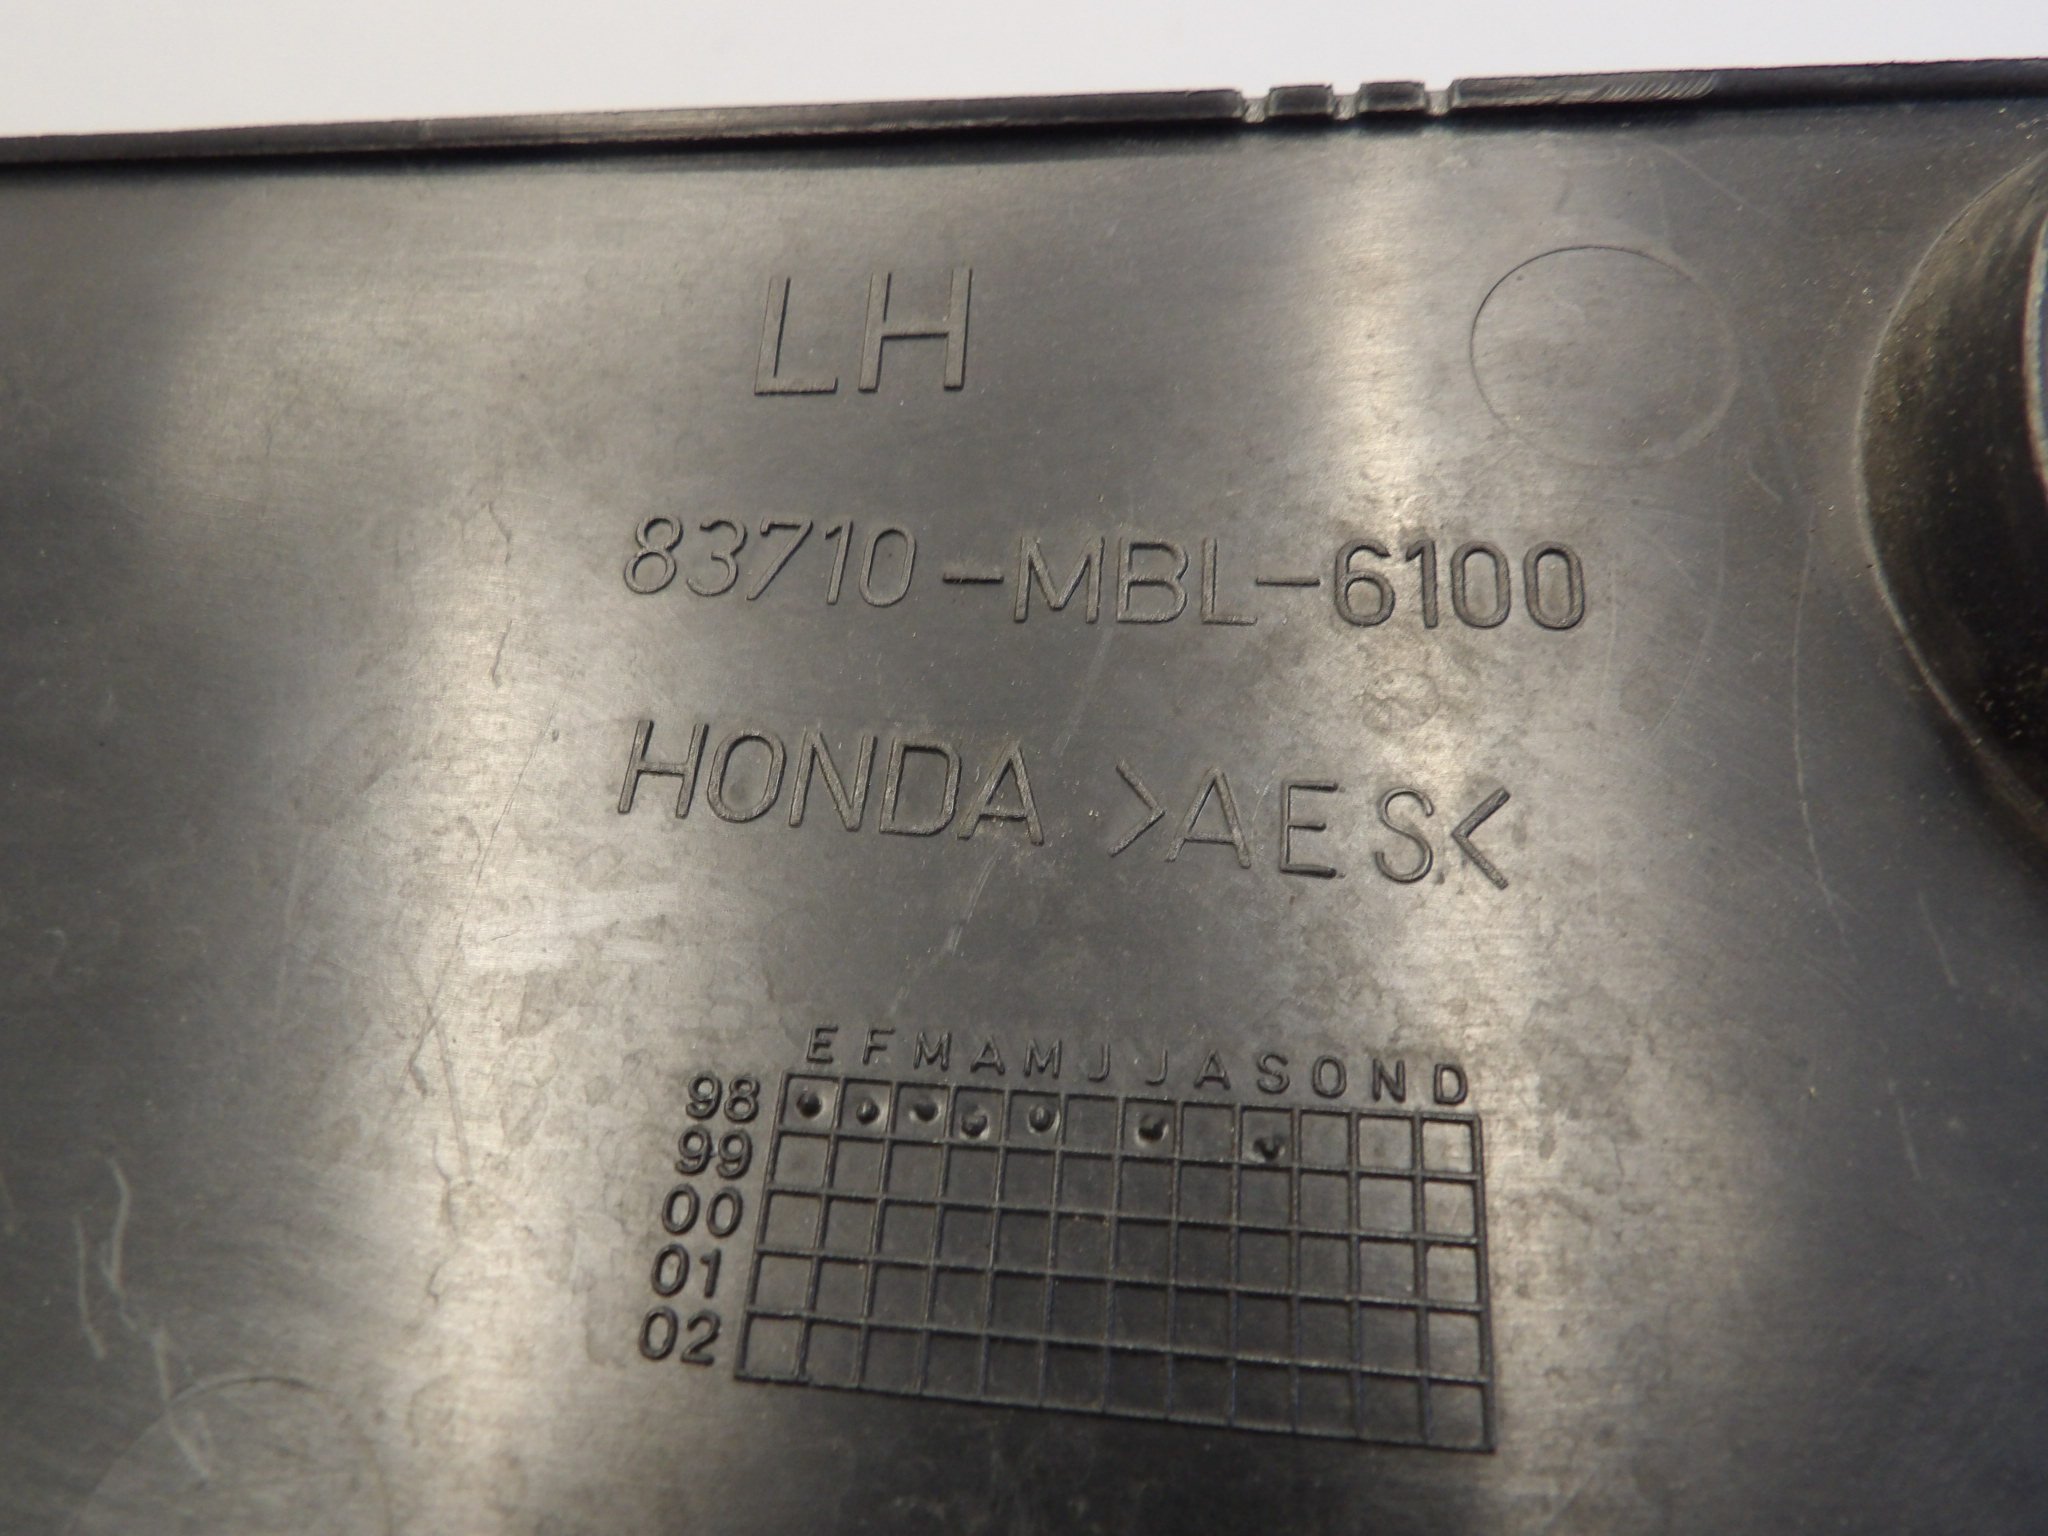 LH
83710-MBL-6100
HONDA >AES<
E F M A M J J A S O N D
98
99
00
01
02